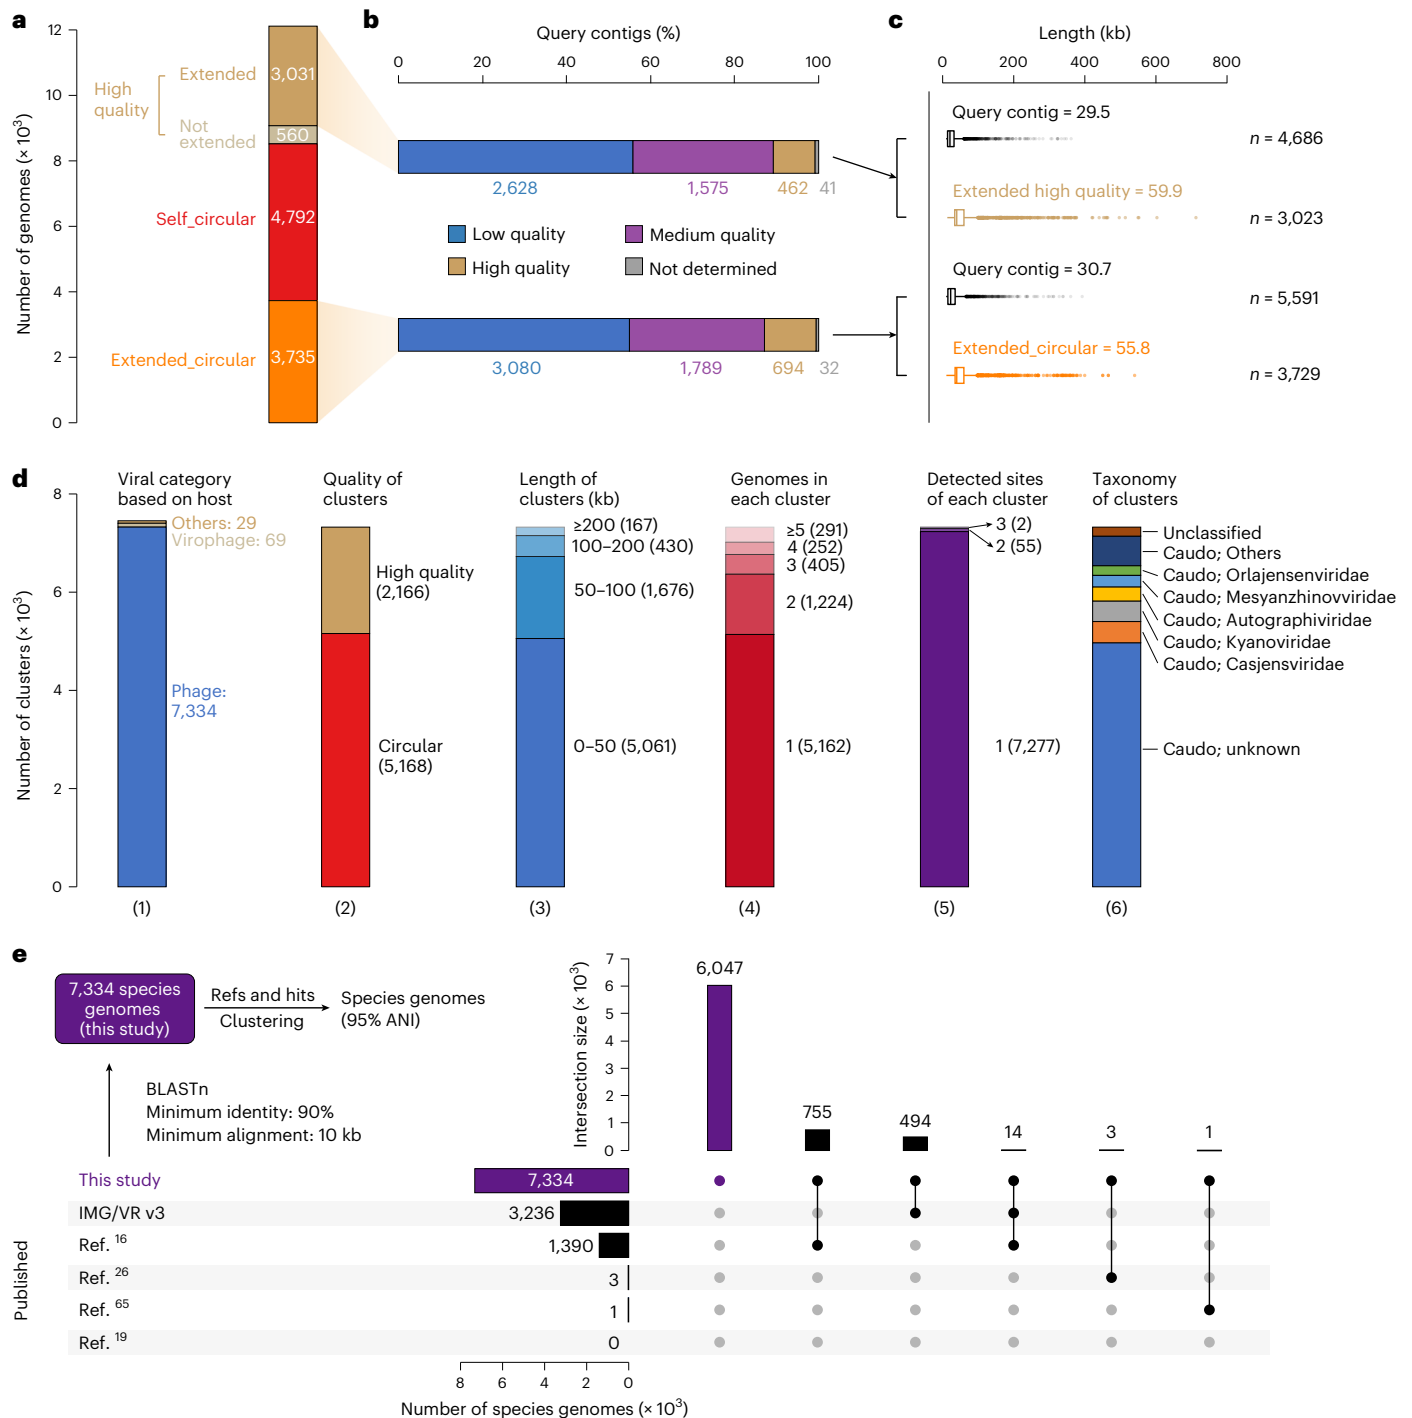 a
Number of genomes (× 10³)
12
10
8
6
4
2
0
High
quality
Extended
Not
extended
Self_circular
Extended_circular
3,031
560
4,792
3,735
b
Query contigs (%)
0 20 40 60 80 100
2,628 1,575 462 41
Low quality
Medium quality
High quality
Not determined
3,080 1,789 694 32
c
Length (kb)
0 200 400 600 800
Query contig = 29.5
n = 4,686
Extended high quality = 59.9
n = 3,023
Query contig = 30.7
n = 5,591
Extended_circular = 55.8
n = 3,729
d
Number of clusters (× 10³)
8
6
4
2
0
Viral category
based on host
Others: 29
Virophage: 69
Phage:
7,334
(1)
Quality of
clusters
High quality
(2,166)
Circular
(5,168)
(2)
Length of
clusters (kb)
≥200 (167)
100–200 (430)
50–100 (1,676)
0–50 (5,061)
(3)
Genomes in
each cluster
≥5 (291)
4 (252)
3 (405)
2 (1,224)
1 (5,162)
(4)
Detected sites
of each cluster
3 (2)
2 (55)
1 (7,277)
(5)
Taxonomy
of clusters
Unclassified
Caudo; Others
Caudo; Orlajensenviridae
Caudo; Mesyanzhinovviridae
Caudo; Autographiviridae
Caudo; Kyanoviridae
Caudo; Casjensviridae
Caudo; unknown
(6)
e
7,334 species
genomes
(this study)
Refs and hits
Clustering
Species genomes
(95% ANI)
BLASTn
Minimum identity: 90%
Minimum alignment: 10 kb
Intersection size (× 10³)
7
6
5
4
3
2
1
0
6,047
755
494
14
3
1
Published
This study 7,334
IMG/VR v3 3,236
Ref. 16 1,390
Ref. 26 3
Ref. 65 1
Ref. 19 0
8 6 4 2 0
Number of species genomes (× 10³)